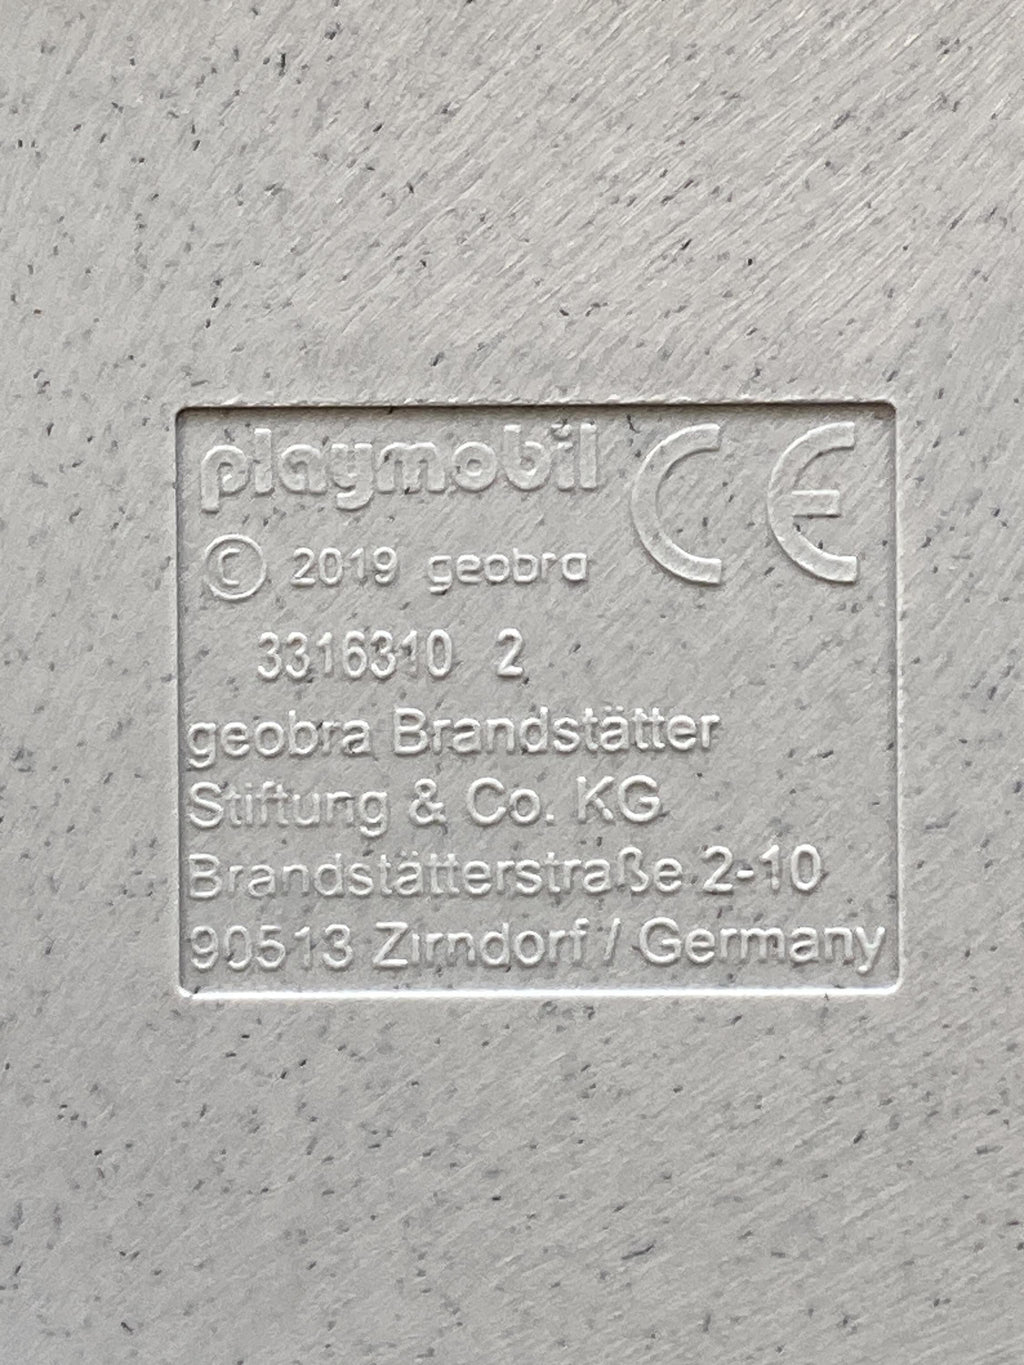 playmobil CE
© 2019 geobra
3316310 2
geobra Brandstätter
Stiftung & Co. KG
Brandstätterstraße 2-10
90513 Zirndorf / Germany